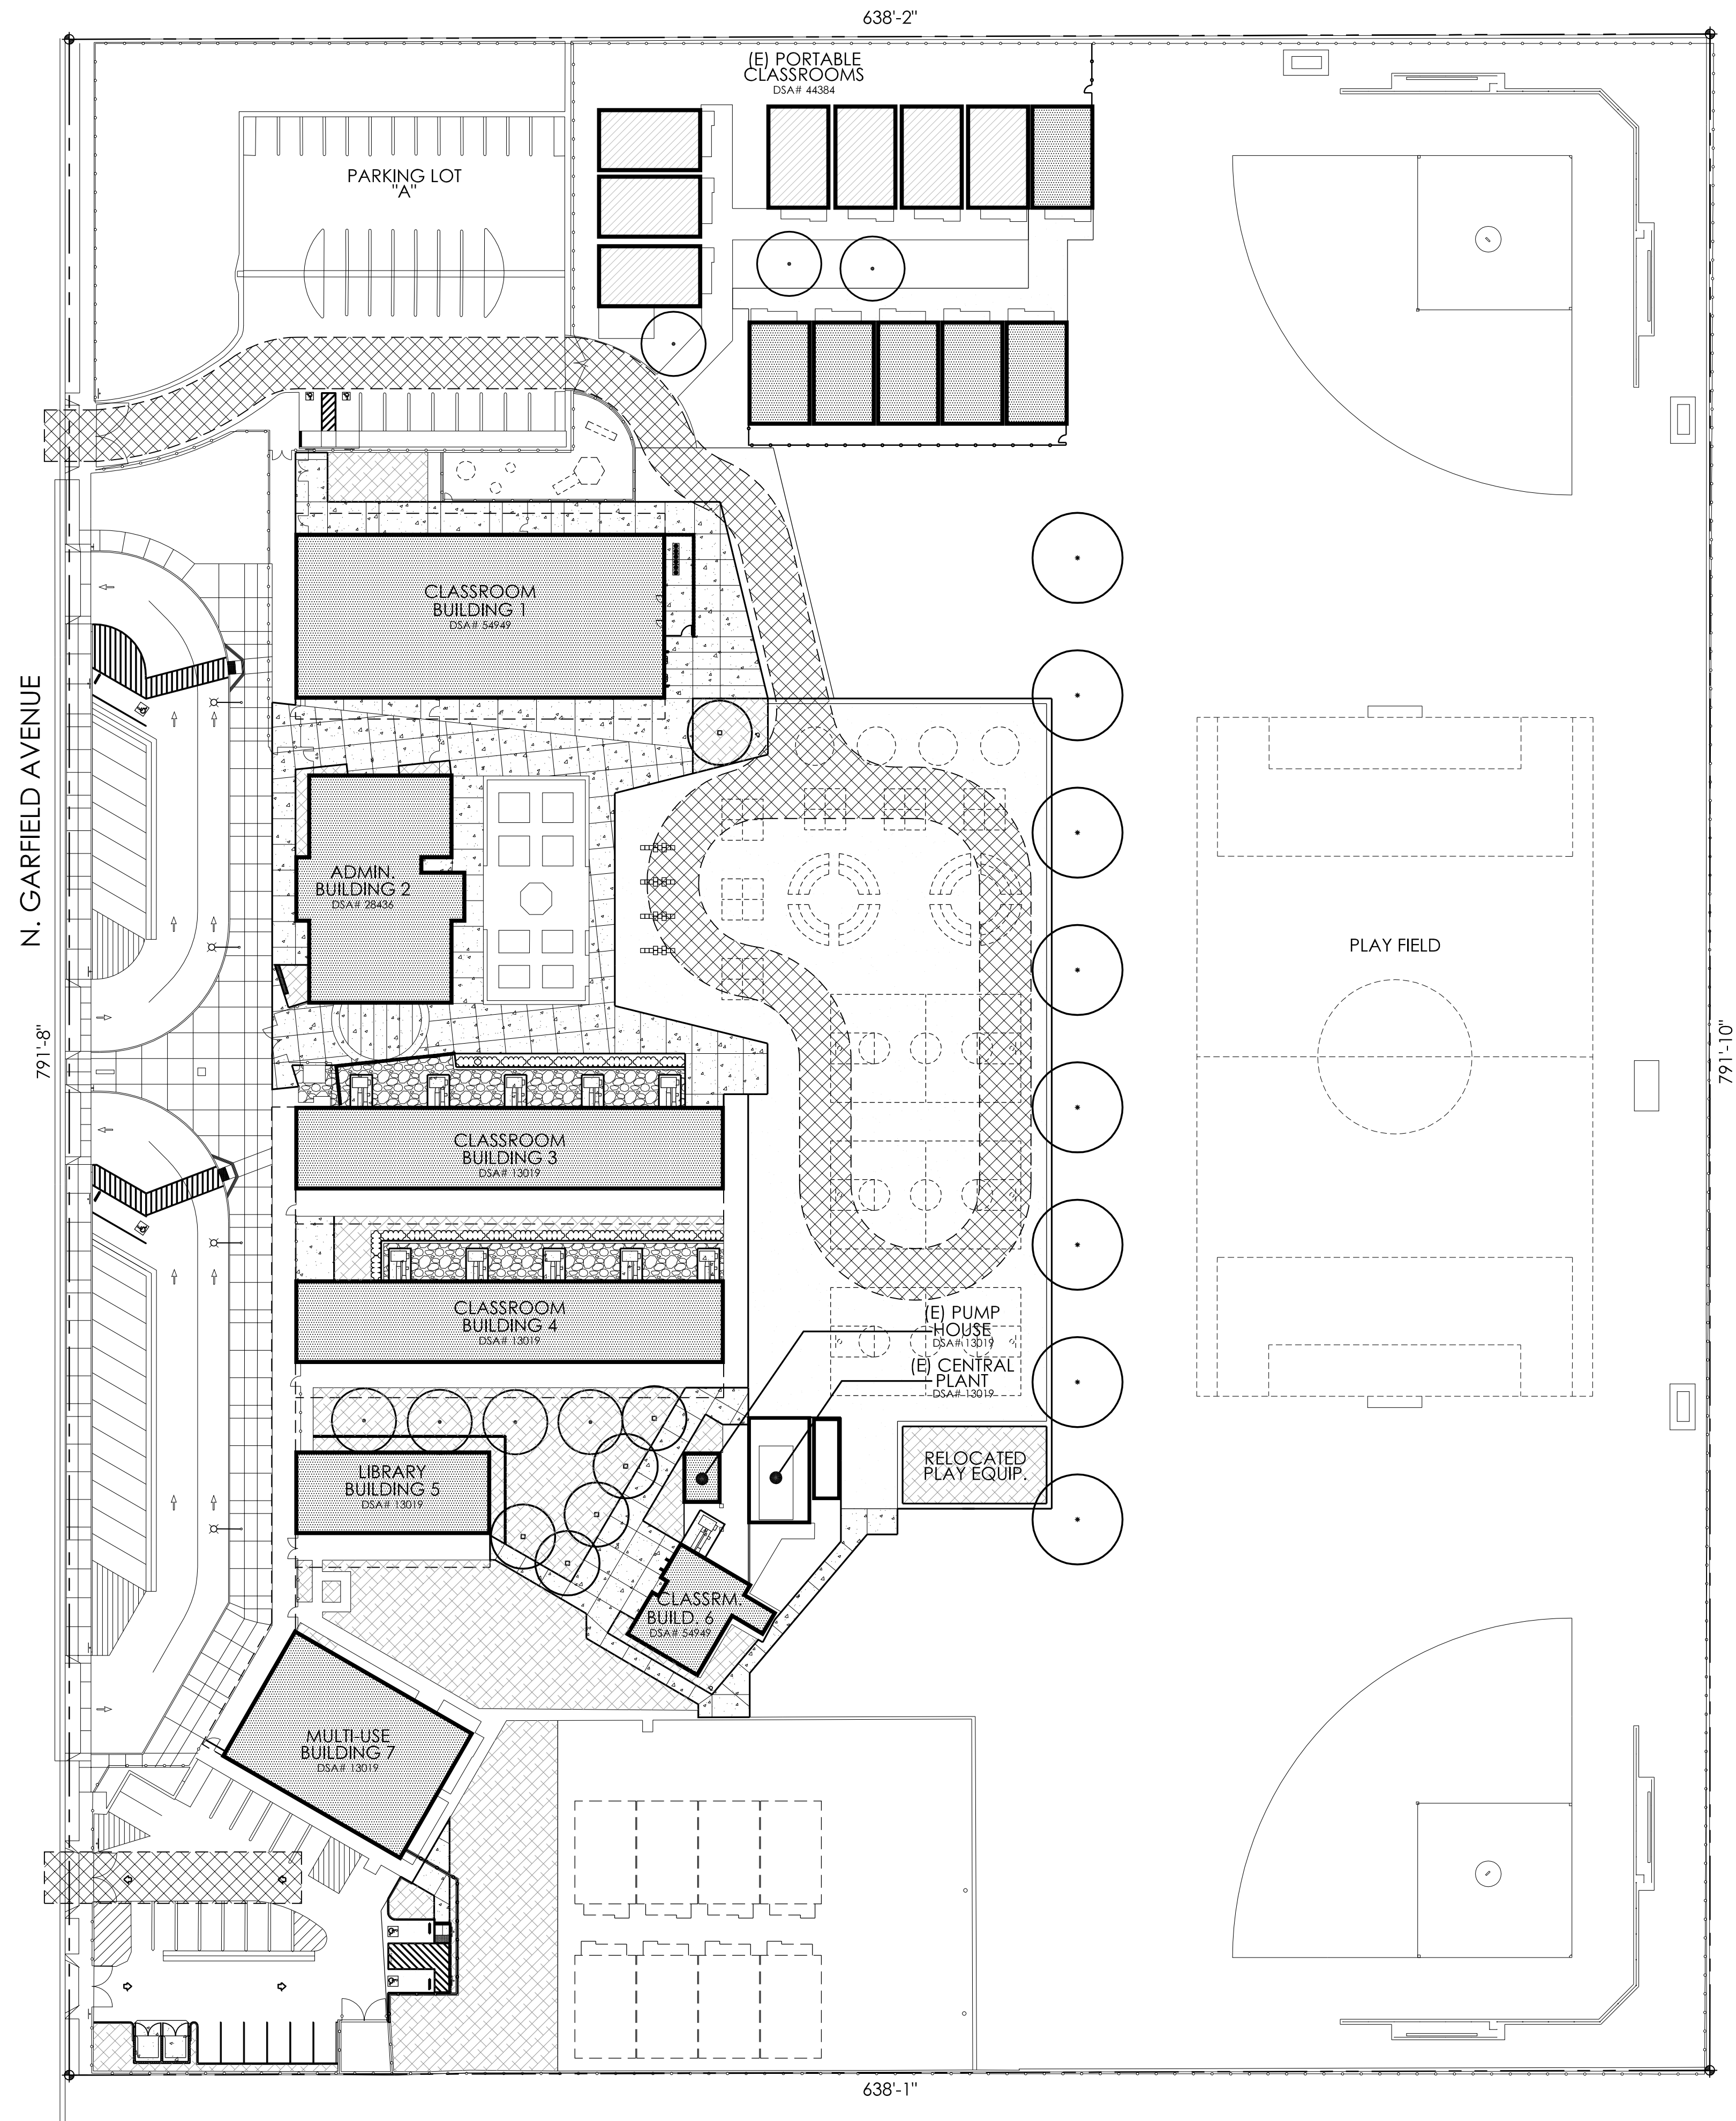 638'-2"
(E) PORTABLE
CLASSROOMS
DSA# 44384
PARKING LOT
"A"
CLASSROOM
BUILDING 1
DSA# 54949
N. GARFIELD AVENUE
ADMIN.
BUILDING 2
DSA# 28436
PLAY FIELD
791'-8"
791'-10"
CLASSROOM
BUILDING 3
DSA# 13019
CLASSROOM
BUILDING 4
DSA# 13019
(E) PUMP
HOUSE
DSA# 13019
(E) CENTRAL
PLANT
DSA# 13019
LIBRARY
BUILDING 5
DSA# 13019
RELOCATED
PLAY EQUIP.
CLASSRM.
BUILD. 6
DSA# 54949
MULTI-USE
BUILDING 7
DSA# 13019
638'-1"